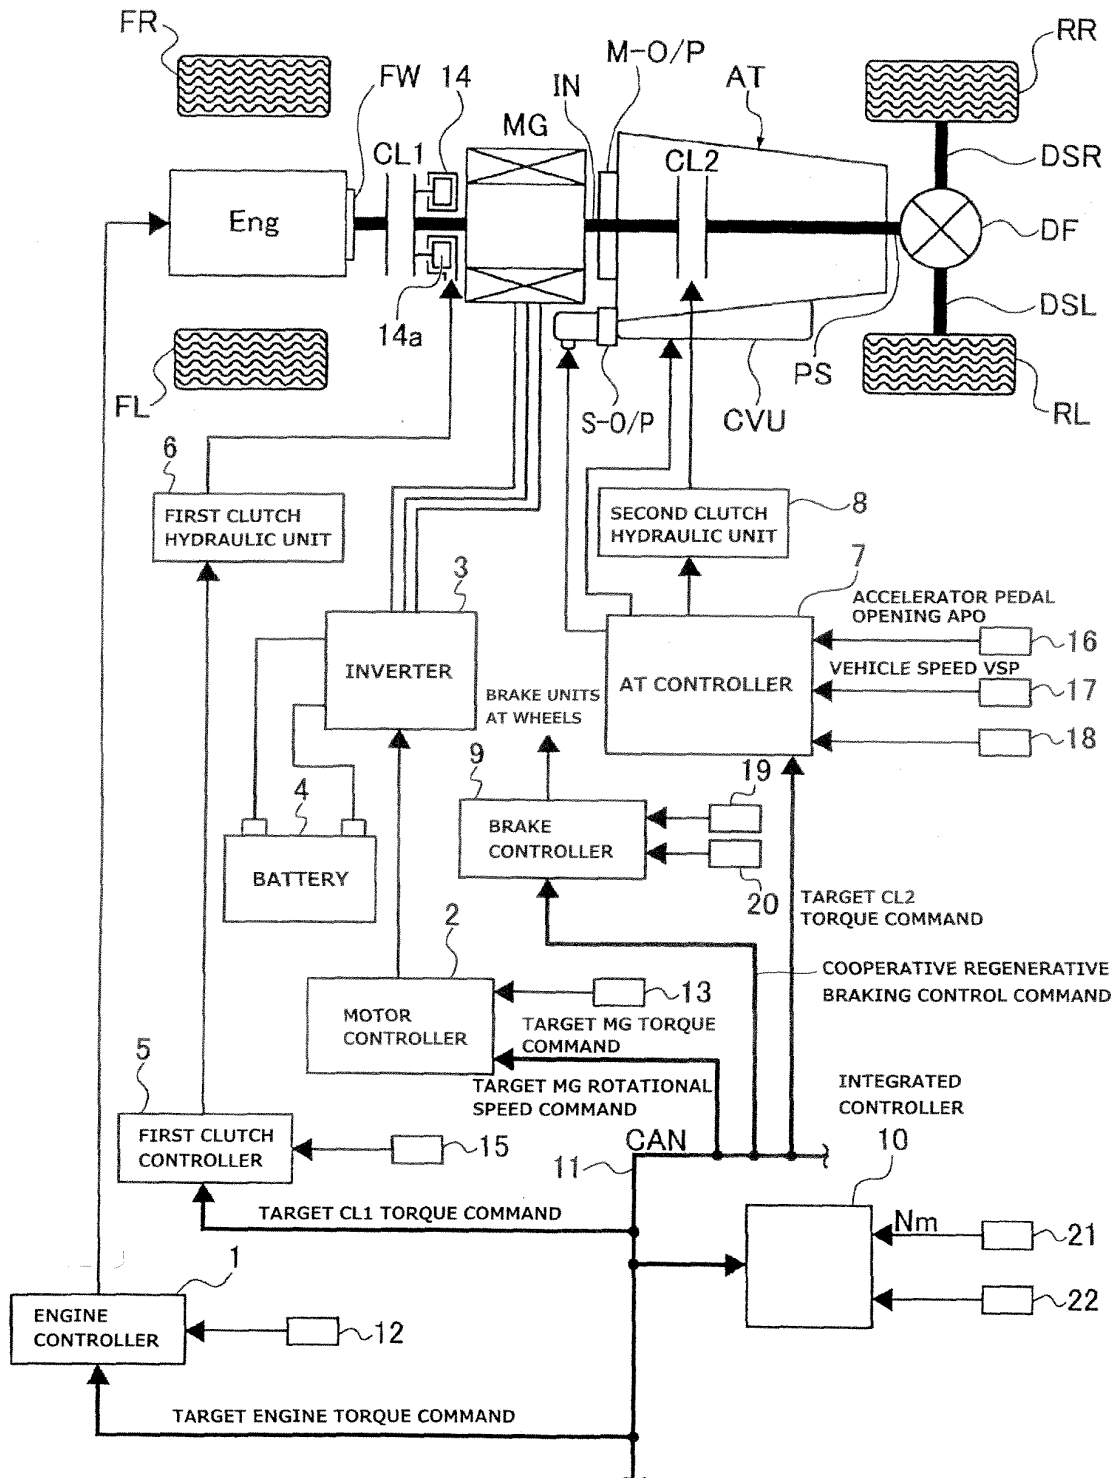 FR
FW
14
CL1
MG
IN
M-O/P
AT
CL2
RR
DSR
DF
DSL
RL
PS
Eng
14a
FL
S-O/P
CVU
6
FIRST CLUTCH
HYDRAULIC UNIT
SECOND CLUTCH
HYDRAULIC UNIT
8
3
INVERTER
7
AT CONTROLLER
ACCELERATOR PEDAL
OPENING APO
16
VEHICLE SPEED VSP
17
18
BRAKE UNITS
AT WHEELS
9
BRAKE
CONTROLLER
19
20
4
BATTERY
TARGET CL2
TORQUE COMMAND
COOPERATIVE REGENERATIVE
BRAKING CONTROL COMMAND
2
MOTOR
CONTROLLER
13
TARGET MG TORQUE
COMMAND
TARGET MG ROTATIONAL
SPEED COMMAND
5
FIRST CLUTCH
CONTROLLER
15
CAN
11
INTEGRATED
CONTROLLER
10
TARGET CL1 TORQUE COMMAND
Nm
21
22
1
ENGINE
CONTROLLER
12
TARGET ENGINE TORQUE COMMAND